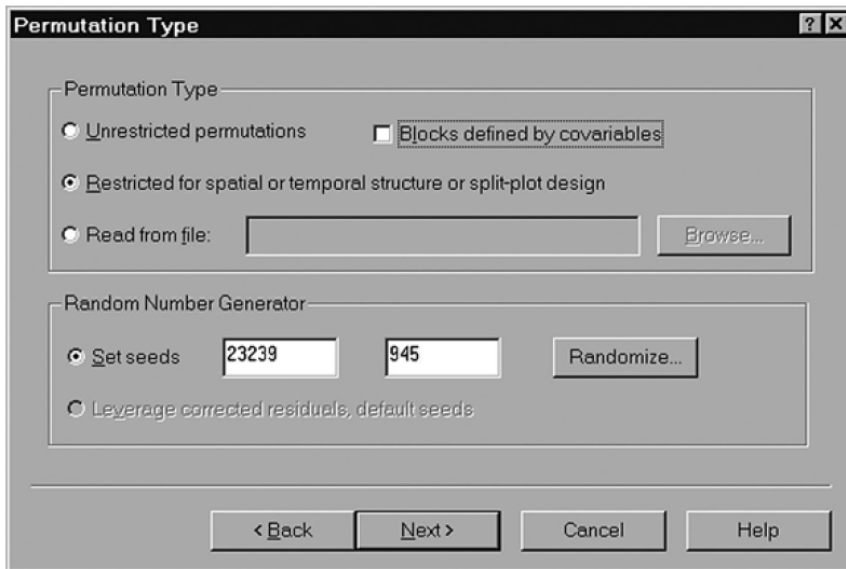 Permutation Type
Permutation Type
Unrestricted permutations Blocks defined by covariables
Restricted for spatial or temporal structure or split-plot design
Read from file: Browse...
Random Number Generator
Set seeds 23239 945 Randomize...
Leverage corrected residuals, default seeds
< Back Next > Cancel Help